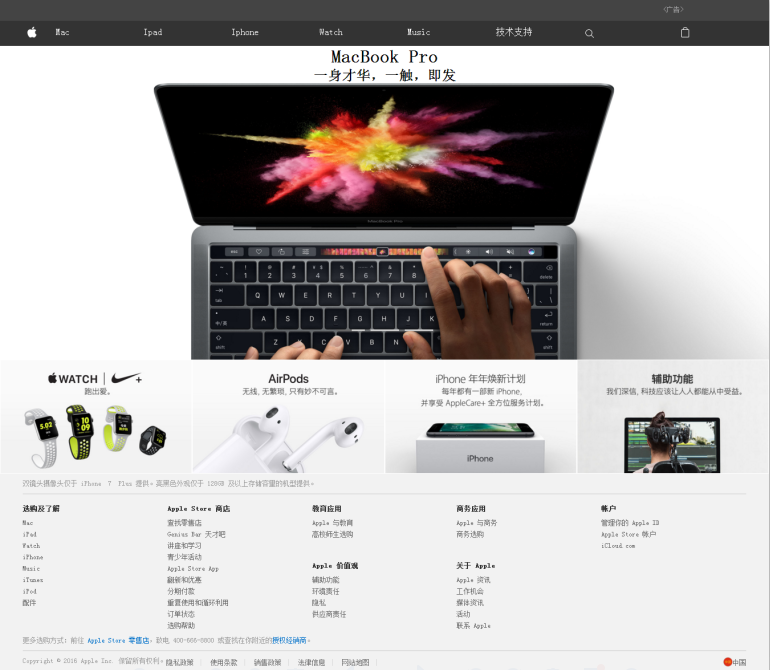 （广告）
Mac Ipad Iphone Watch Music 技术支持
MacBook Pro
一身才华，一触，即发
MacBook Pro
esc
delete
Q W E R T Y U I
A S D F G H J K
return
Z X C V B N
shift
WATCH
跑出爱。
AirPods
无线，无繁琐，只有妙不可言。
iPhone 年年焕新计划
每年都有一部新 iPhone，
并享受 AppleCare+ 全方位服务计划。
iPhone
辅助功能
我们深信，科技应该让人人都能从中受益。
双镜头摄像头仅于 iPhone 7 Plus 提供。亮黑色外观仅于 128GB 及以上存储容量的机型提供。
选购及了解
Mac
iPad
Watch
iPhone
Music
iTunes
iPod
配件
Apple Store 商店
查找零售店
Genius Bar 天才吧
讲座和学习
青少年活动
Apple Store App
翻新和优惠
分期付款
重复使用和循环利用
订单状态
选购帮助
教育应用
Apple 与教育
高校师生选购
Apple 价值观
辅助功能
环境责任
隐私
供应商责任
商务应用
Apple 与商务
商务选购
关于 Apple
Apple 资讯
工作机会
媒体资讯
活动
联系 Apple
帐户
管理你的 Apple ID
Apple Store 帐户
iCloud.com
更多选购方式：前往 Apple Store 零售店，致电 400-666-8800 或查找在你附近的授权经销商。
Copyright © 2016 Apple Inc. 保留所有权利。 隐私政策 | 使用条款 | 销售政策 | 法律信息 | 网站地图 | 中国